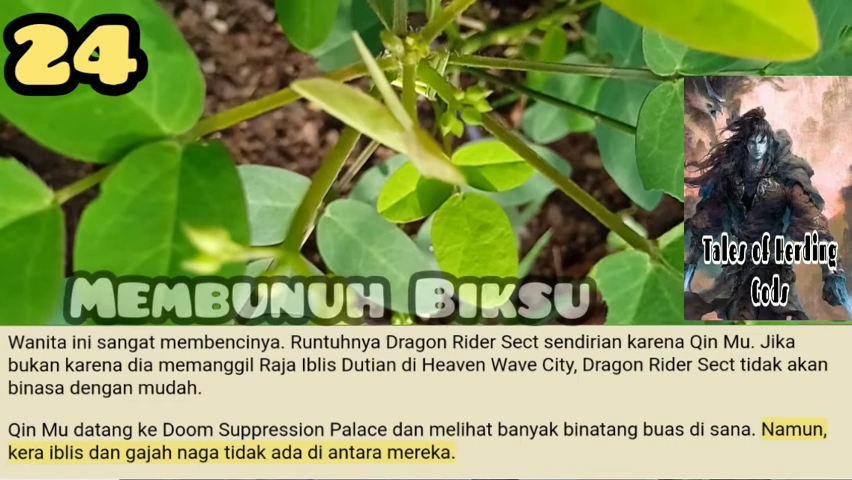 24
Tales of Herding
Gods
Membunuh Biksu
Wanita ini sangat membencinya. Runtuhnya Dragon Rider Sect sendirian karena Qin Mu. Jika
bukan karena dia memanggil Raja Iblis Dutian di Heaven Wave City, Dragon Rider Sect tidak akan
binasa dengan mudah.
Qin Mu datang ke Doom Suppression Palace dan melihat banyak binatang buas di sana. Namun,
kera iblis dan gajah naga tidak ada di antara mereka.